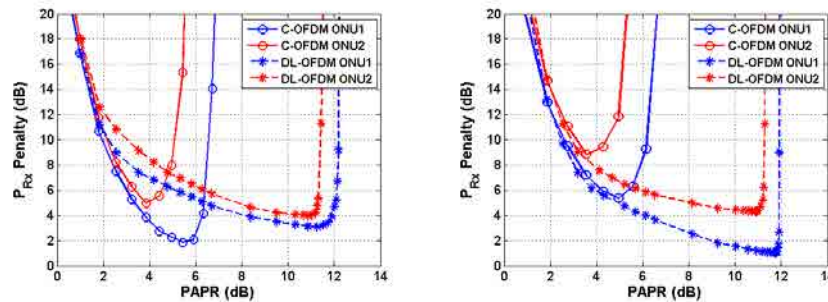 20
18
16
14
12
10
8
6
4
2
0
P_Rx Penalty (dB)
C-OFDM ONU1
C-OFDM ONU2
DL-OFDM ONU1
DL-OFDM ONU2
0 2 4 6 8 10 12 14
PAPR (dB)
20
18
16
14
12
10
8
6
4
2
0
P_Rx Penalty (dB)
C-OFDM ONU1
C-OFDM ONU2
DL-OFDM ONU1
DL-OFDM ONU2
0 2 4 6 8 10 12 14
PAPR (dB)